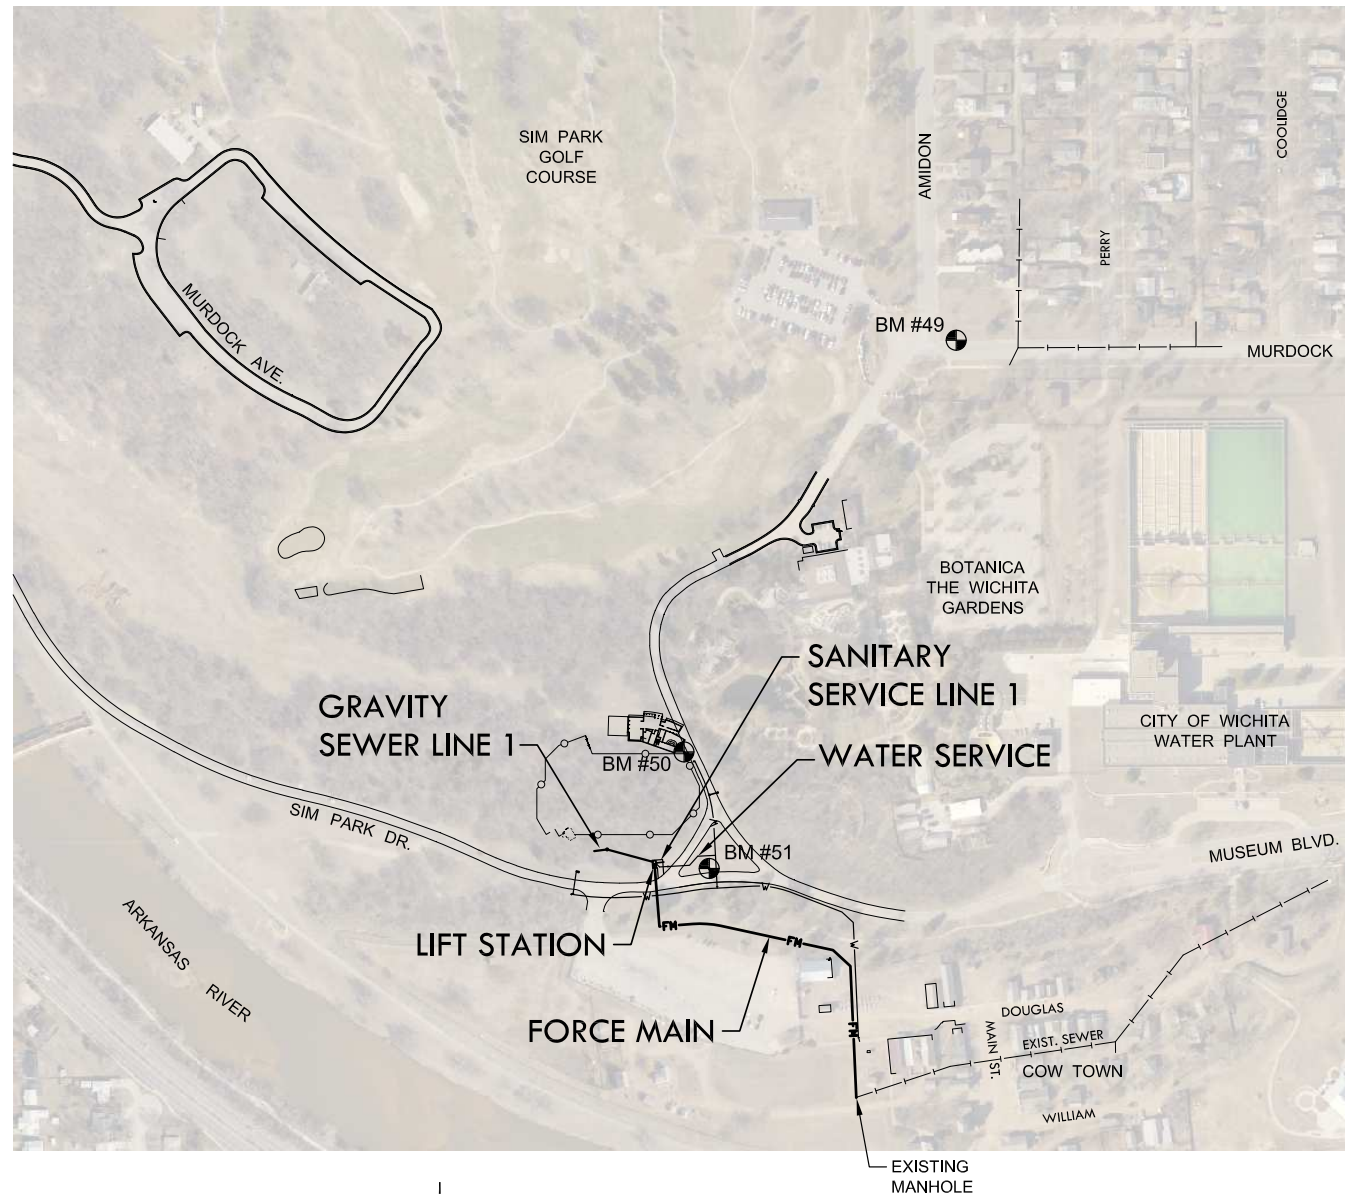 SIM PARK
GOLF
COURSE
AMIDON
COOLIDGE
PERRY
MURDOCK AVE.
BM #49
MURDOCK
BOTANICA
THE WICHITA
GARDENS
SANITARY
SERVICE LINE 1
GRAVITY
SEWER LINE 1
CITY OF WICHITA
WATER PLANT
WATER SERVICE
BM #50
SIM PARK DR.
W
BM #51
MUSEUM BLVD.
W
W
ARKANSAS RIVER
LIFT STATION
FM
FM
W
FORCE MAIN
FM
DOUGLAS
MAIN ST.
EXIST. SEWER
COW TOWN
WILLIAM
EXISTING
MANHOLE